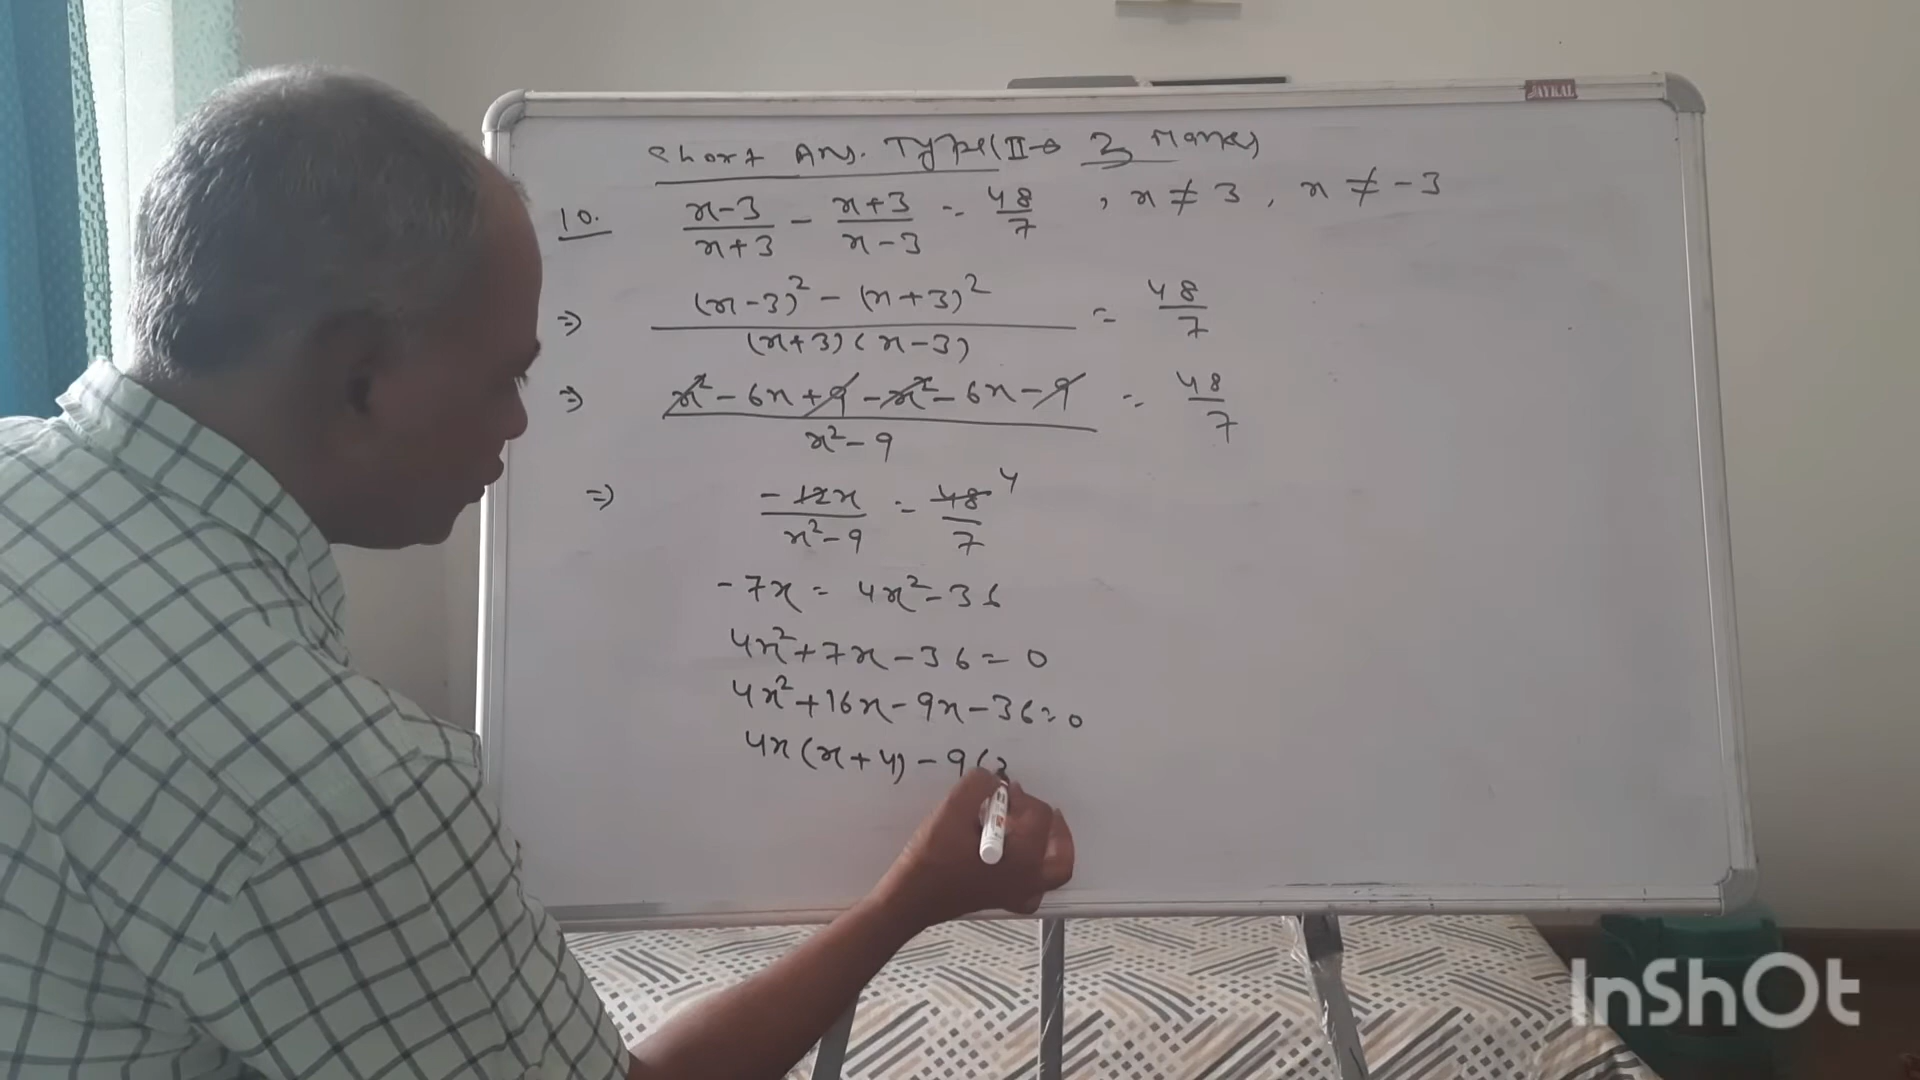 JAYKAL
Short Ans. Type(II → 3 Marks)
10. x-3/x+3 - x+3/x-3 = 48/7, x ≠ 3, x ≠ -3
⇒ (x-3)² - (x+3)²/(x+3)(x-3) = 48/7
⇒ x² - 6x + 9 - x² - 6x - 9/x² - 9 = 48/7
⇒ -12x/x² - 9 = 48/7 4
-7x = 4x² - 36
4x² + 7x - 36 = 0
4x² + 16x - 9x - 36 = 0
4x(x+4) - 9(
InShOt